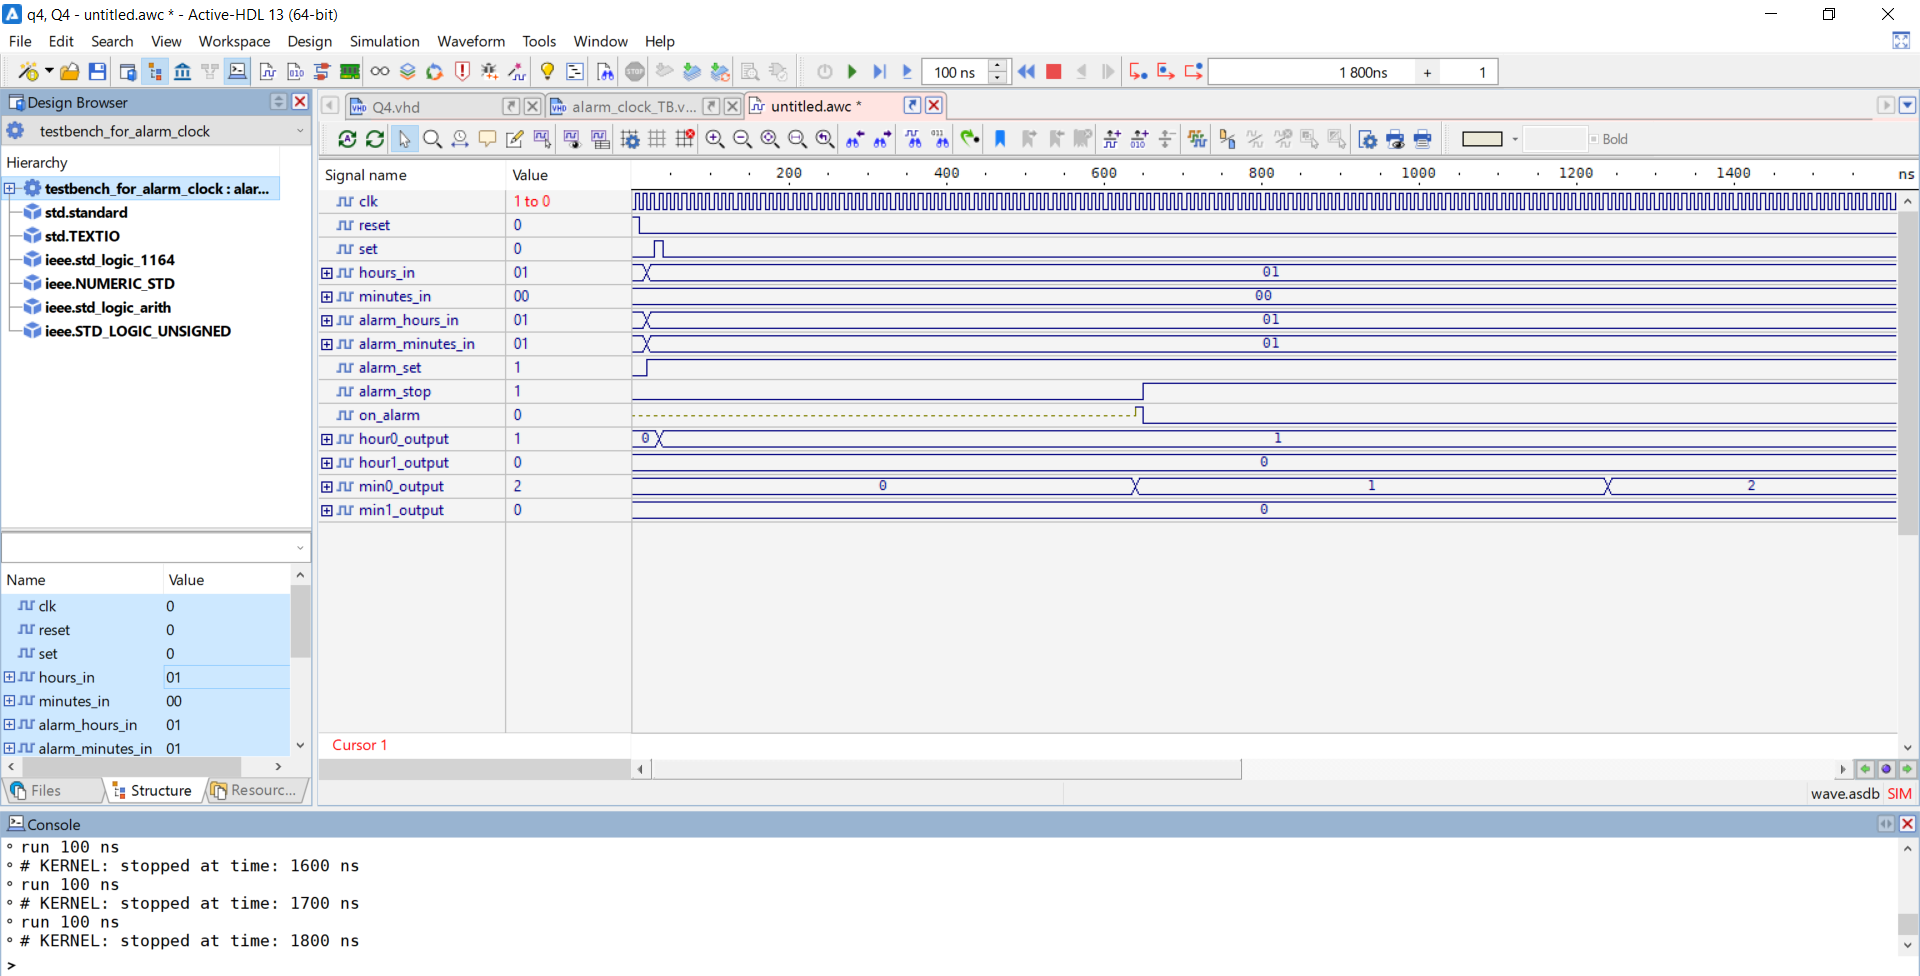 q4, Q4 - untitled.awc * - Active-HDL 13 (64-bit)
File Edit Search View Workspace Design Simulation Waveform Tools Window Help
100 ns 1 800ns + 1
Design Browser
Q4.vhd alarm_clock_TB.v... untitled.awc *
testbench_for_alarm_clock
Bold
Hierarchy
testbench_for_alarm_clock : alar...
std.standard
std.TEXTIO
ieee.std_logic_1164
ieee.NUMERIC_STD
ieee.std_logic_arith
ieee.STD_LOGIC_UNSIGNED
Name Value
clk 0
reset 0
set 0
hours_in 01
minutes_in 00
alarm_hours_in 01
alarm_minutes_in 01
Files Structure Resourc...
Signal name Value 200 400 600 800 1000 1200 1400 ns
clk 1 to 0
reset 0
set 0
hours_in 01 01
minutes_in 00 00
alarm_hours_in 01 01
alarm_minutes_in 01 01
alarm_set 1
alarm_stop 1
on_alarm 0
hour0_output 1 0 1
hour1_output 0 0
min0_output 2 0 1 2
min1_output 0 0
Cursor 1
wave.asdb SIM
Console
run 100 ns
# KERNEL: stopped at time: 1600 ns
run 100 ns
# KERNEL: stopped at time: 1700 ns
run 100 ns
# KERNEL: stopped at time: 1800 ns
>